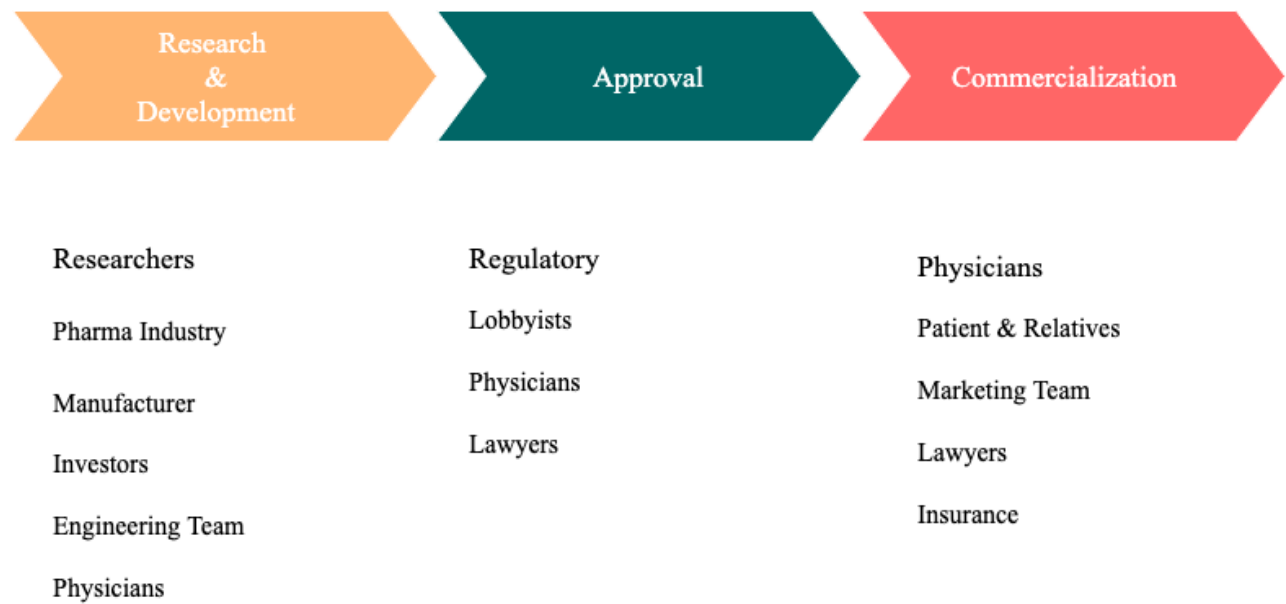 Research
&
Development
Approval
Commercialization
Researchers
Pharma Industry
Manufacturer
Investors
Engineering Team
Physicians
Regulatory
Lobbyists
Physicians
Lawyers
Physicians
Patient & Relatives
Marketing Team
Lawyers
Insurance